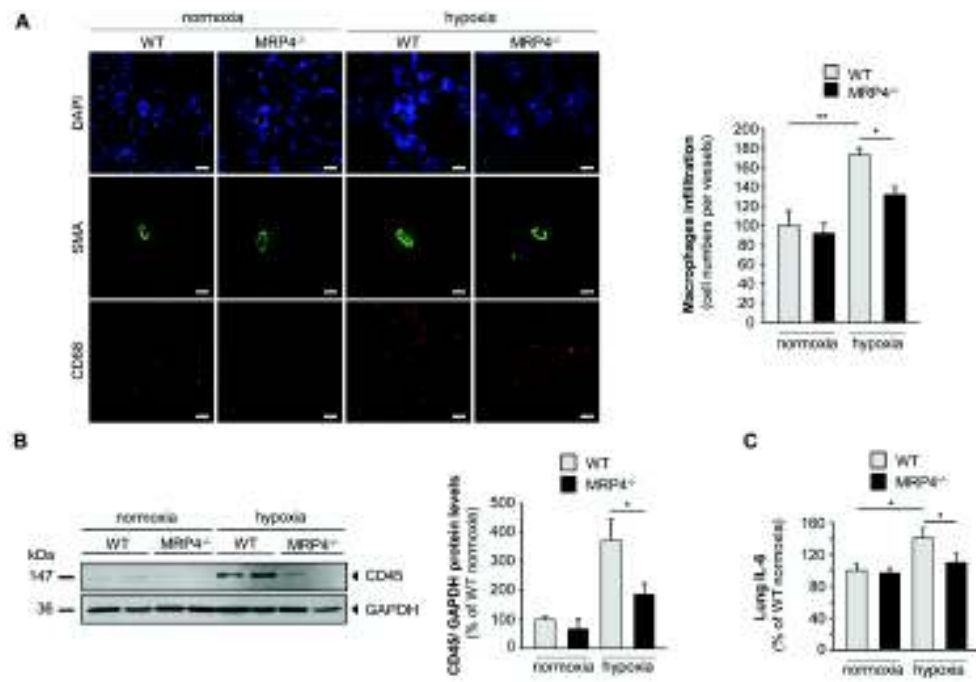 A
normoxia hypoxia
WT MRP4-/- WT MRP4-/-
DAPI
SMA
CD68
WT
MRP4-/-
**
*
Macrophages infiltration
(cell numbers per vessels)
200
180
160
140
120
100
80
60
40
20
0
normoxia hypoxia
B
normoxia hypoxia
WT MRP4-/- WT MRP4-/-
kDa
147 CD45
36 GAPDH
WT
MRP4-/-
*
CD45/ GAPDH protein levels
(% of WT normoxia)
500
400
300
200
100
0
normoxia hypoxia
C
WT
MRP4-/-
*
*
Lung IL-6
(% of WT normoxia)
160
120
80
40
0
normoxia hypoxia